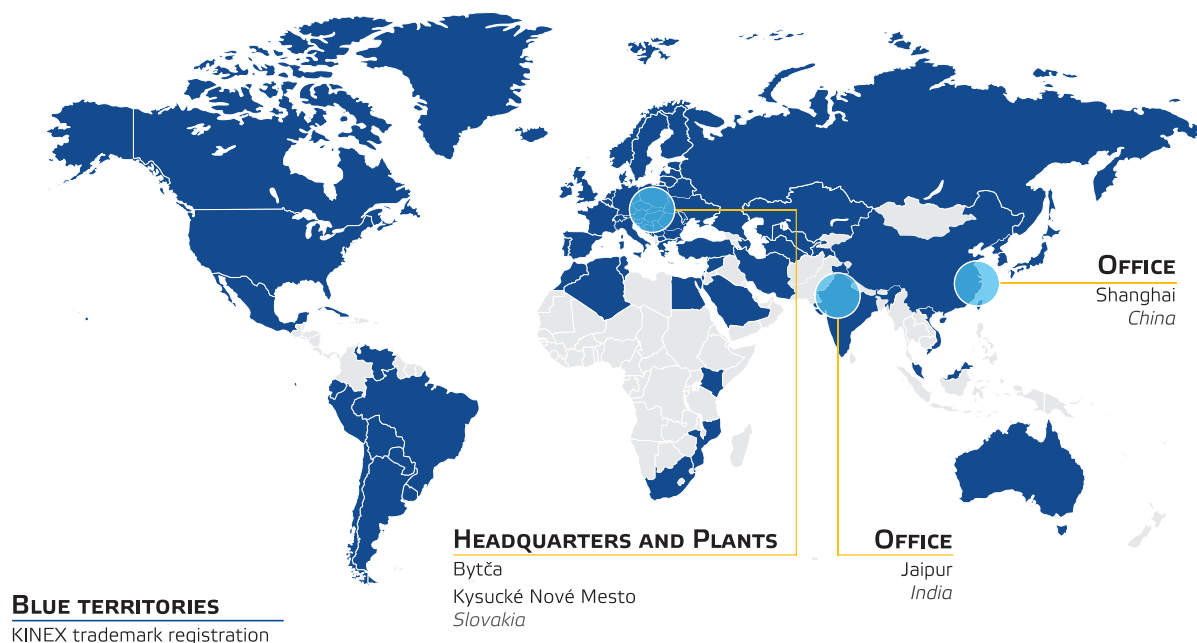 OFFICE
Shanghai
China
HEADQUARTERS AND PLANTS
Bytča
Kysucké Nové Mesto
Slovakia
OFFICE
Jaipur
India
BLUE TERRITORIES
KINEX trademark registration